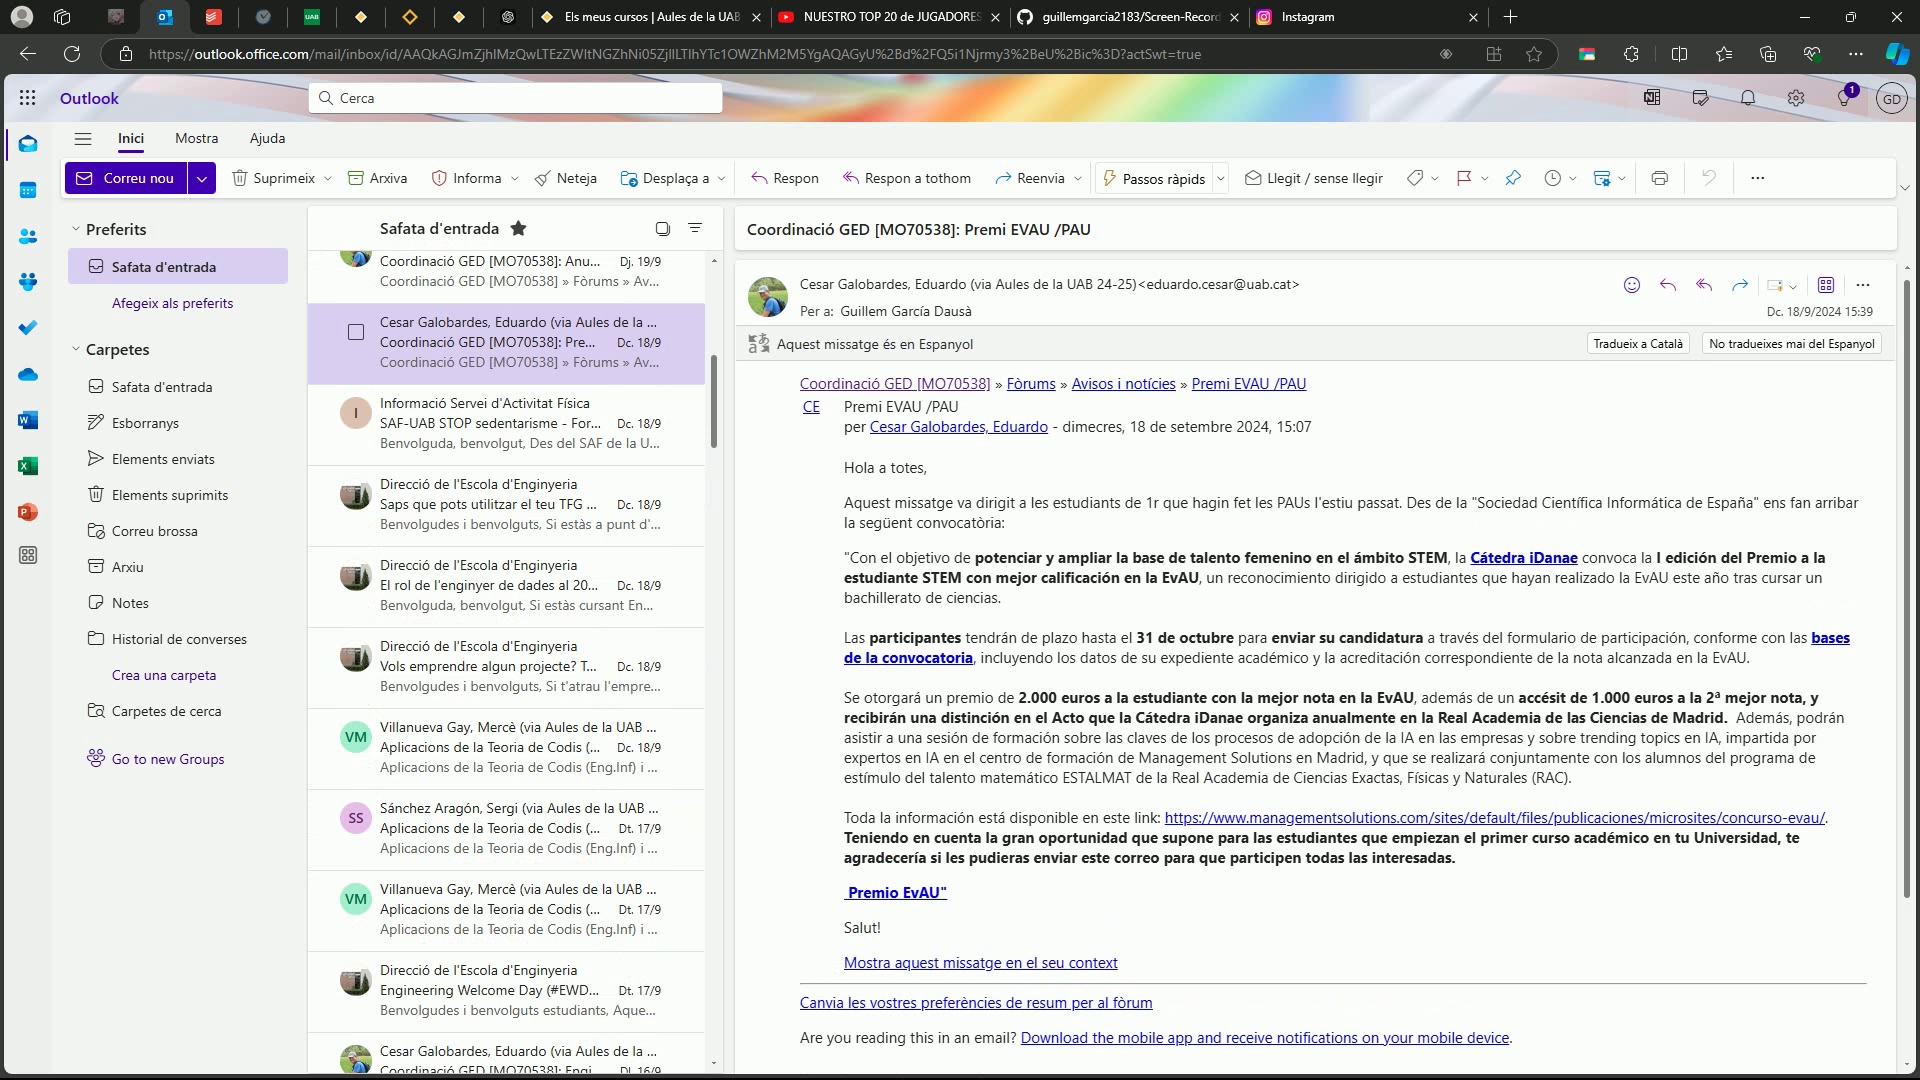 Els meus cursos | Aules de la UAB
NUESTRO TOP 20 de JUGADORES
guillemgarcia2183/Screen-Record
Instagram
https://outlook.office.com/mail/inbox/id/AAQkAGJmZjhlMzQwLTEzZWItNGZhNi05ZjllLTlhYTc1OWZhM2M5YgAQAGyU%2Bd%2FQ5i1Njrmy3%2BeU%2Bic%3D?actSwt=true
Outlook
Cerca
1
GD
Inici
Mostra
Ajuda
Correu nou
Suprimeix
Arxiva
Informa
Neteja
Desplaça a
Respon
Respon a tothom
Reenvia
Passos ràpids
Llegit / sense llegir
Preferits
Safata d'entrada
Afegeix als preferits
Carpetes
Safata d'entrada
Esborranys
Elements enviats
Elements suprimits
Correu brossa
Arxiu
Notes
Historial de converses
Crea una carpeta
Carpetes de cerca
Go to new Groups
Safata d'entrada
Coordinació GED [MO70538]: Anu... Dj. 19/9
Coordinació GED [MO70538] » Fòrums » Av...
Cesar Galobardes, Eduardo (via Aules de la ...
Coordinació GED [MO70538]: Pre... Dc. 18/9
Coordinació GED [MO70538] » Fòrums » Av...
I
Informació Servei d'Activitat Física
SAF-UAB STOP sedentarisme - For... Dc. 18/9
Benvolguda, benvolgut, Des del SAF de la U...
Direcció de l'Escola d'Enginyeria
Saps que pots utilitzar el teu TFG ... Dc. 18/9
Benvolgudes i benvolguts, Si estàs a punt d'...
Direcció de l'Escola d'Enginyeria
El rol de l'enginyer de dades al 20... Dc. 18/9
Benvolguda, benvolgut, Si estàs cursant En...
Direcció de l'Escola d'Enginyeria
Vols emprendre algun projecte? T... Dc. 18/9
Benvolgudes i benvolguts, Si t'atrau l'empre...
VM
Villanueva Gay, Mercè (via Aules de la UAB ...
Aplicacions de la Teoria de Codis (... Dc. 18/9
Aplicacions de la Teoria de Codis (Eng.Inf) i ...
SS
Sánchez Aragón, Sergi (via Aules de la UAB ...
Aplicacions de la Teoria de Codis (... Dt. 17/9
Aplicacions de la Teoria de Codis (Eng.Inf) i ...
VM
Villanueva Gay, Mercè (via Aules de la UAB ...
Aplicacions de la Teoria de Codis (... Dt. 17/9
Aplicacions de la Teoria de Codis (Eng.Inf) i ...
Direcció de l'Escola d'Enginyeria
Engineering Welcome Day (#EWD... Dt. 17/9
Benvolgudes i benvolguts estudiants, Aque...
Cesar Galobardes, Eduardo (via Aules de la ...
Coordinació GED [MO70538]: Engi... Dl. 16/9
Coordinació GED [MO70538]: Premi EVAU /PAU
Cesar Galobardes, Eduardo (via Aules de la UAB 24-25)<eduardo.cesar@uab.cat>
Per a: Guillem García Dausà
Dc. 18/9/2024 15:39
Aquest missatge és en Espanyol
Tradueix a Català
No tradueixes mai del Espanyol
Coordinació GED [MO70538] » Fòrums » Avisos i notícies » Premi EVAU /PAU
CE
Premi EVAU /PAU
per Cesar Galobardes, Eduardo - dimecres, 18 de setembre 2024, 15:07
Hola a totes,
Aquest missatge va dirigit a les estudiants de 1r que hagin fet les PAUs l'estiu passat. Des de la "Sociedad Científica Informática de España" ens fan arribar
la següent convocatòria:
"Con el objetivo de potenciar y ampliar la base de talento femenino en el ámbito STEM, la Cátedra iDanae convoca la I edición del Premio a la
estudiante STEM con mejor calificación en la EvAU, un reconocimiento dirigido a estudiantes que hayan realizado la EvAU este año tras cursar un
bachillerato de ciencias.
Las participantes tendrán de plazo hasta el 31 de octubre para enviar su candidatura a través del formulario de participación, conforme con las bases
de la convocatoria, incluyendo los datos de su expediente académico y la acreditación correspondiente de la nota alcanzada en la EvAU.
Se otorgará un premio de 2.000 euros a la estudiante con la mejor nota en la EvAU, además de un accésit de 1.000 euros a la 2ª mejor nota, y
recibirán una distinción en el Acto que la Cátedra iDanae organiza anualmente en la Real Academia de las Ciencias de Madrid. Además, podrán
asistir a una sesión de formación sobre las claves de los procesos de adopción de la IA en las empresas y sobre trending topics en IA, impartida por
expertos en IA en el centro de formación de Management Solutions en Madrid, y que se realizará conjuntamente con los alumnos del programa de
estímulo del talento matemático ESTALMAT de la Real Academia de Ciencias Exactas, Físicas y Naturales (RAC).
Toda la información está disponible en este link: https://www.managementsolutions.com/sites/default/files/publicaciones/microsites/concurso-evau/.
Teniendo en cuenta la gran oportunidad que supone para las estudiantes que empiezan el primer curso académico en tu Universidad, te
agradecería si les pudieras enviar este correo para que participen todas las interesadas.
Premio EvAU"
Salut!
Mostra aquest missatge en el seu context
Canvia les vostres preferències de resum per al fòrum
Are you reading this in an email? Download the mobile app and receive notifications on your mobile device.